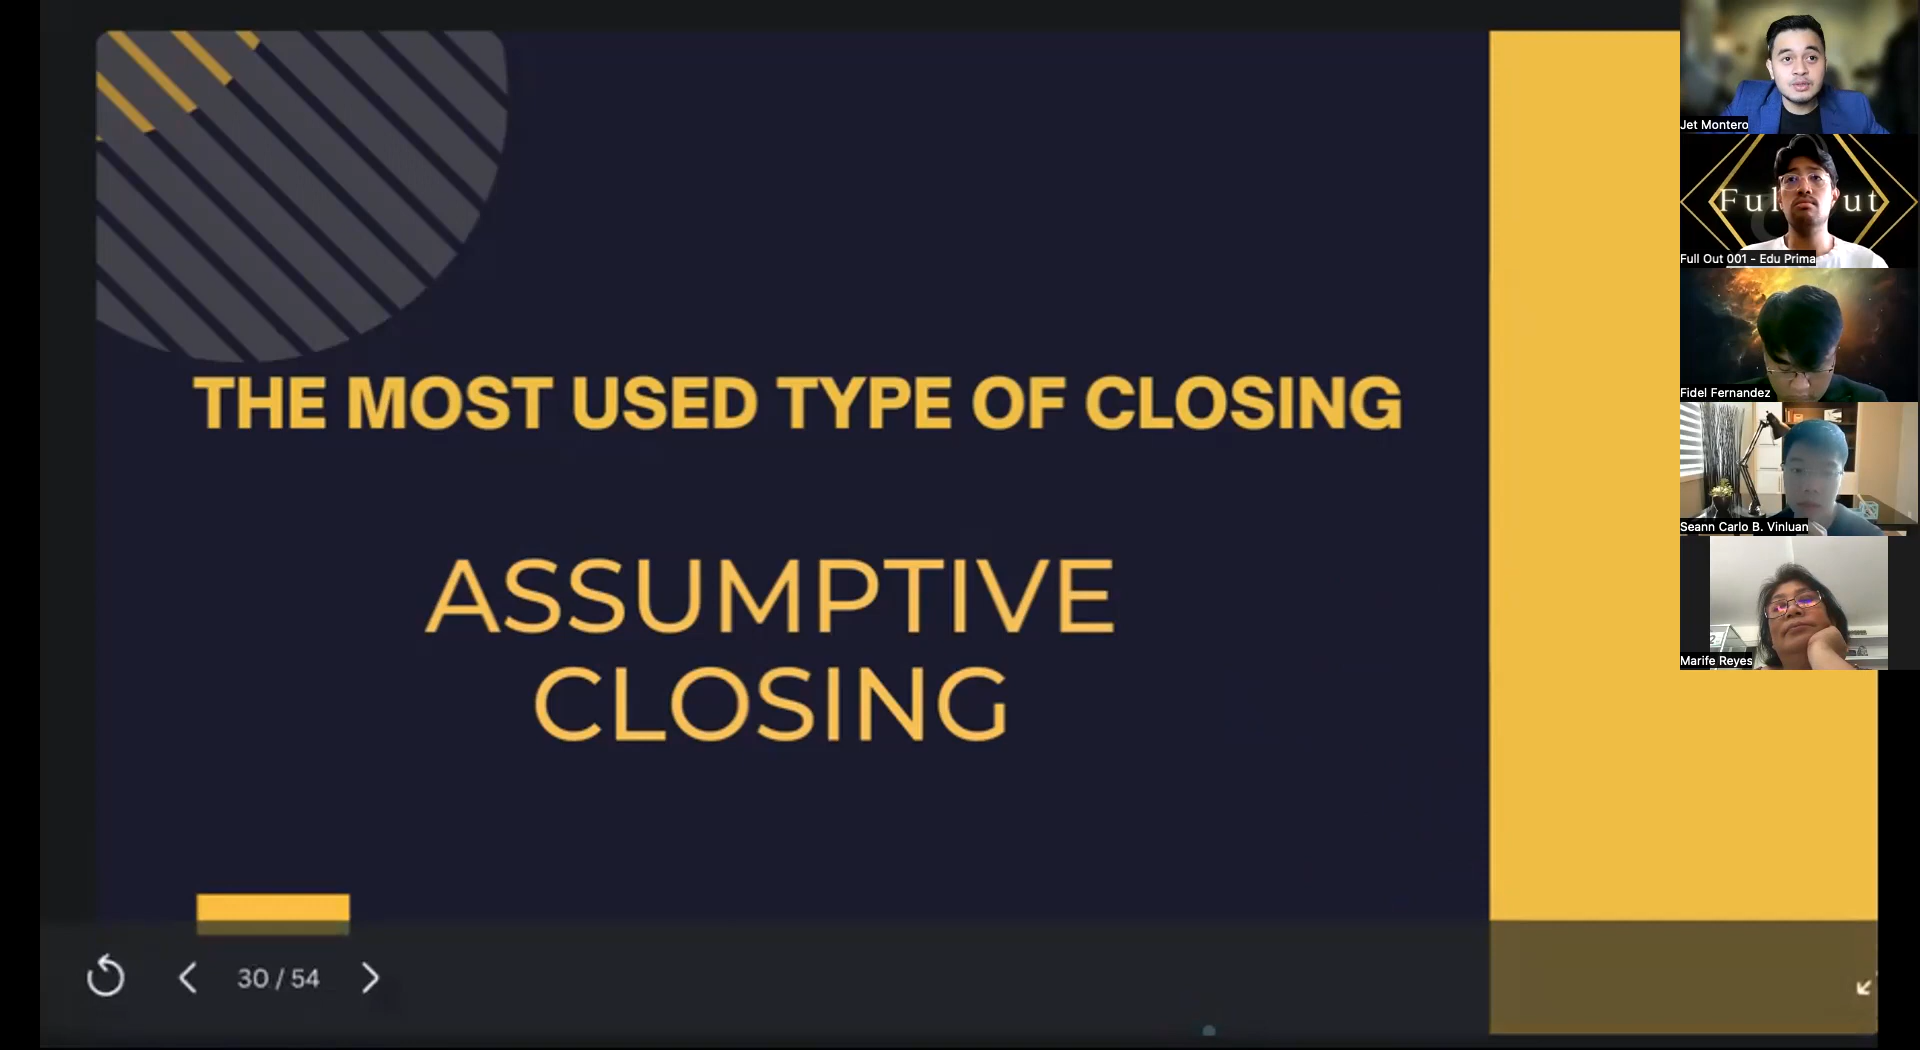 THE MOST USED TYPE OF CLOSING
ASSUMPTIVE
CLOSING
30 / 54
Jet Montero
Full Out 001 - Edu Prima
Fidel Fernandez
Seann Carlo B. Vinluan
Marife Reyes